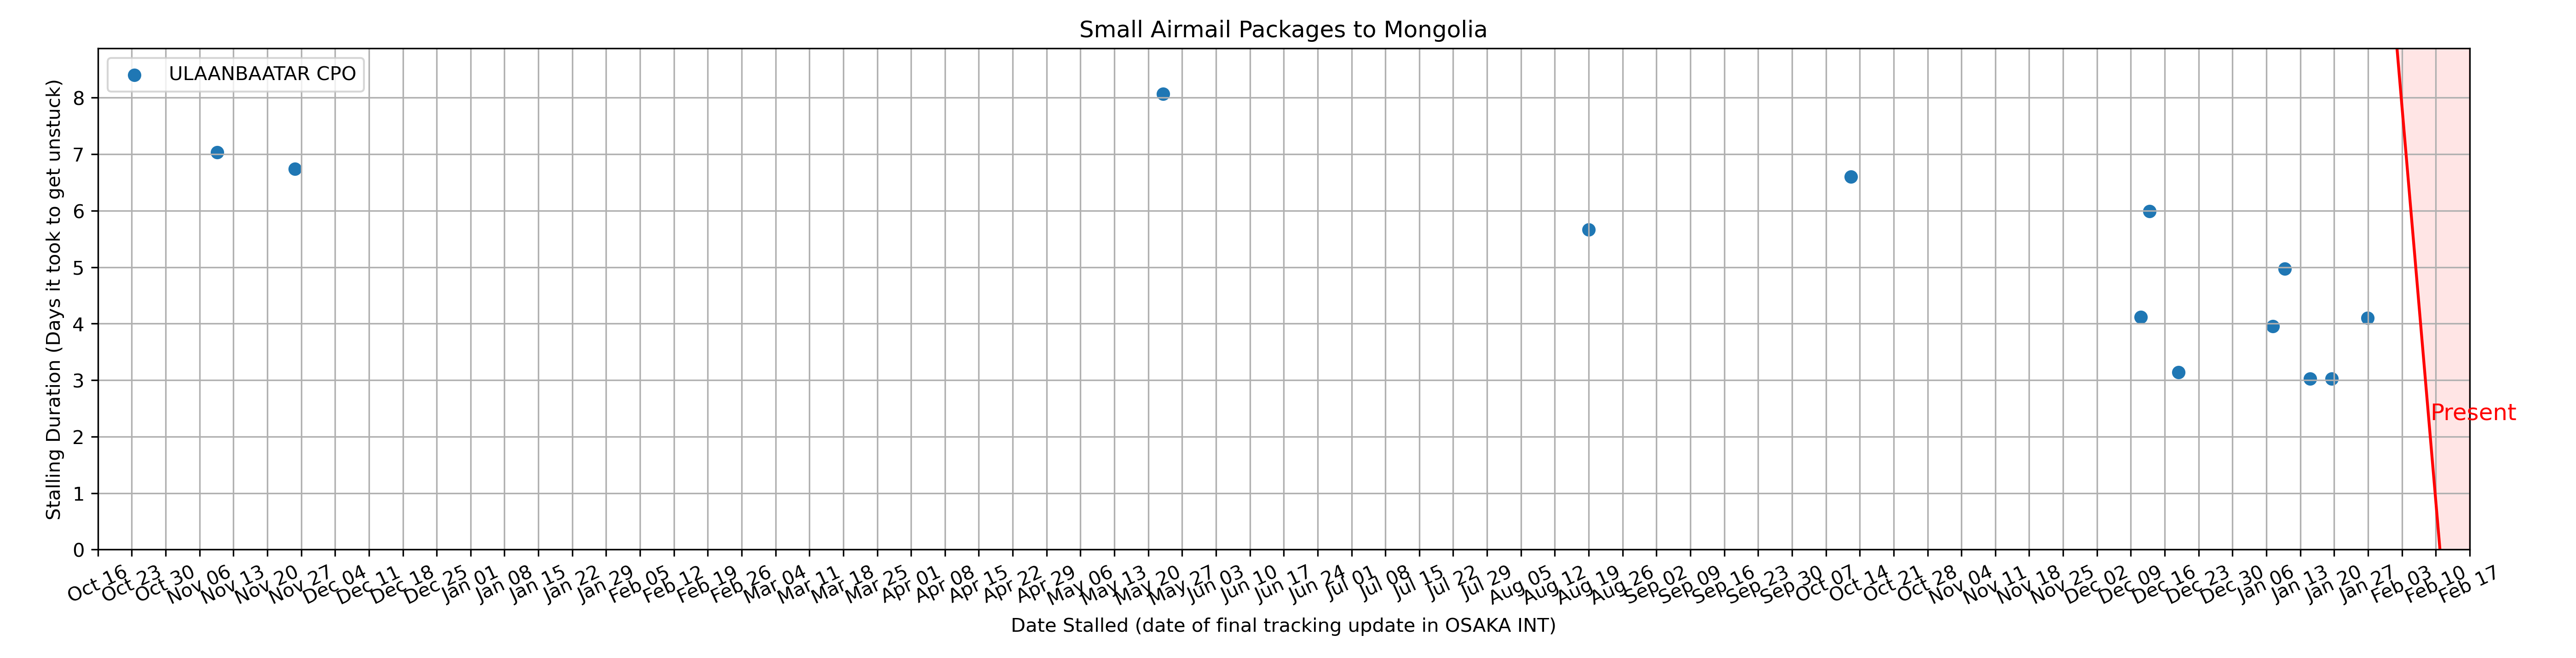 Small Airmail Packages to Mongolia
ULAANBAATAR CPO
Stalling Duration (Days it took to get unstuck)
8
7
6
5
4
3
2
1
0
Present
Oct 16
Oct 23
Oct 30
Nov 06
Nov 13
Nov 20
Nov 27
Dec 04
Dec 11
Dec 18
Dec 25
Jan 01
Jan 08
Jan 15
Jan 22
Jan 29
Feb 05
Feb 12
Feb 19
Feb 26
Mar 04
Mar 11
Mar 18
Mar 25
Apr 01
Apr 08
Apr 15
Apr 22
Apr 29
May 06
May 13
May 20
May 27
Jun 03
Jun 10
Jun 17
Jun 24
Jul 01
Jul 08
Jul 15
Jul 22
Jul 29
Aug 05
Aug 12
Aug 19
Aug 26
Sep 02
Sep 09
Sep 16
Sep 23
Sep 30
Oct 07
Oct 14
Oct 21
Oct 28
Nov 04
Nov 11
Nov 18
Nov 25
Dec 02
Dec 09
Dec 16
Dec 23
Dec 30
Jan 06
Jan 13
Jan 20
Jan 27
Feb 03
Feb 10
Feb 17
Date Stalled (date of final tracking update in OSAKA INT)